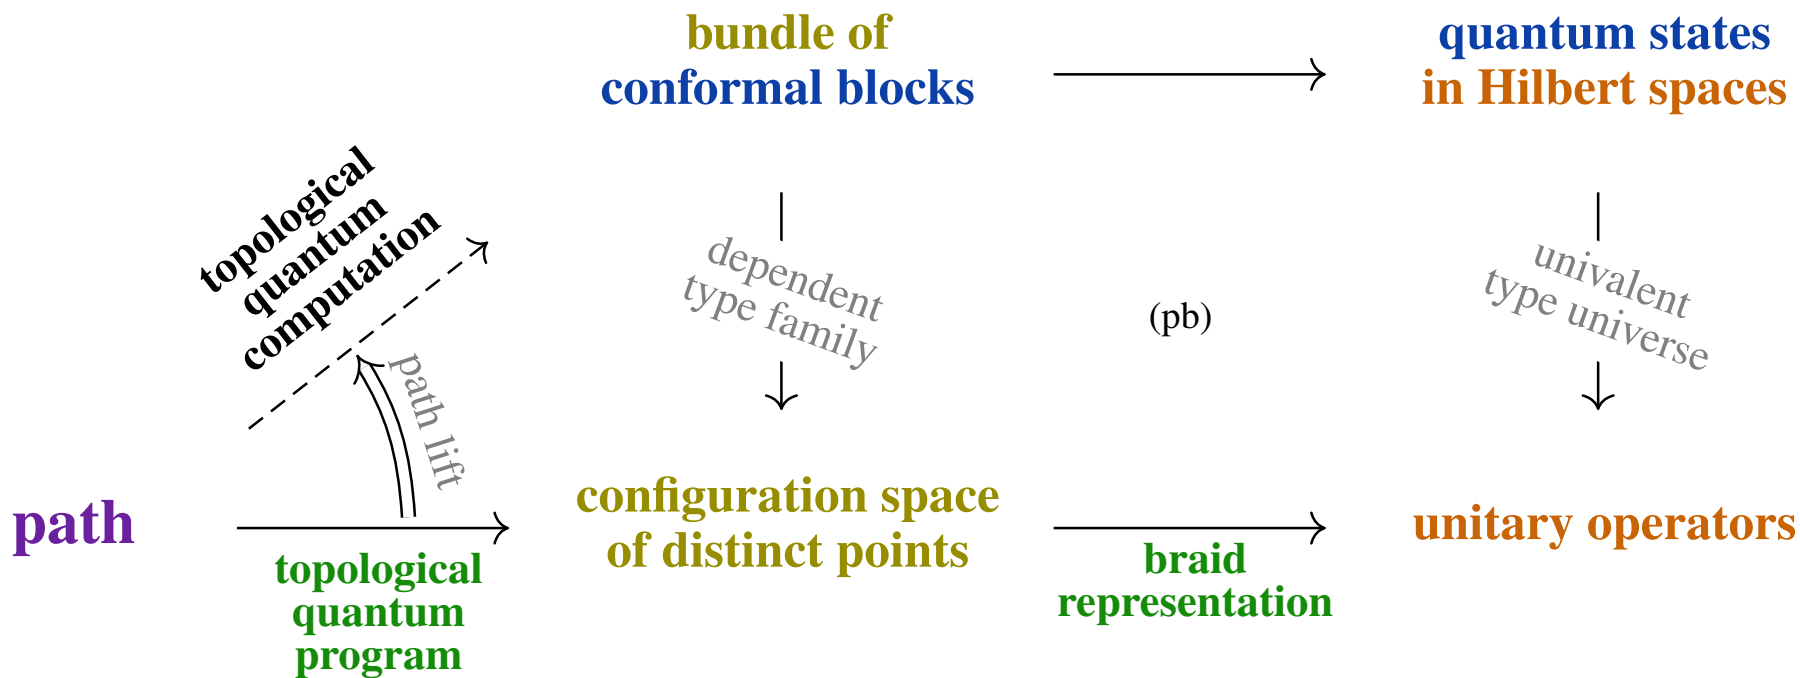 bundle of
conformal blocks
quantum states
in Hilbert spaces
topological
quantum
computation
dependent
type family
(pb)
univalent
type universe
path lift
path
configuration space
of distinct points
unitary operators
topological
quantum
program
braid
representation